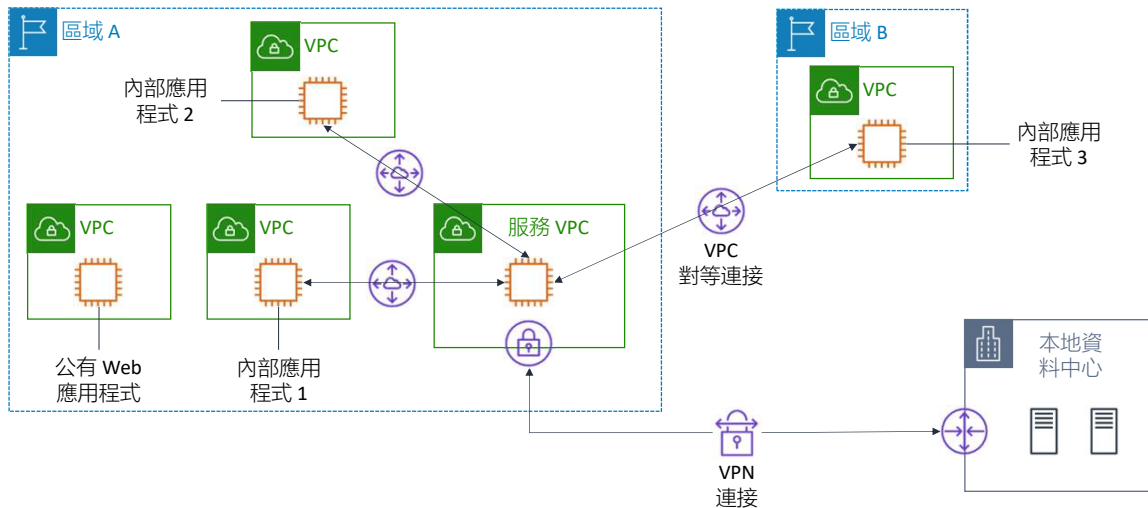 區域 A
VPC
內部應用
程式 2
VPC
VPC
服務 VPC
公有 Web
應用程式
內部應用
程式 1
區域 B
VPC
內部應用
程式 3
VPC
對等連接
本地資
料中心
VPN
連接